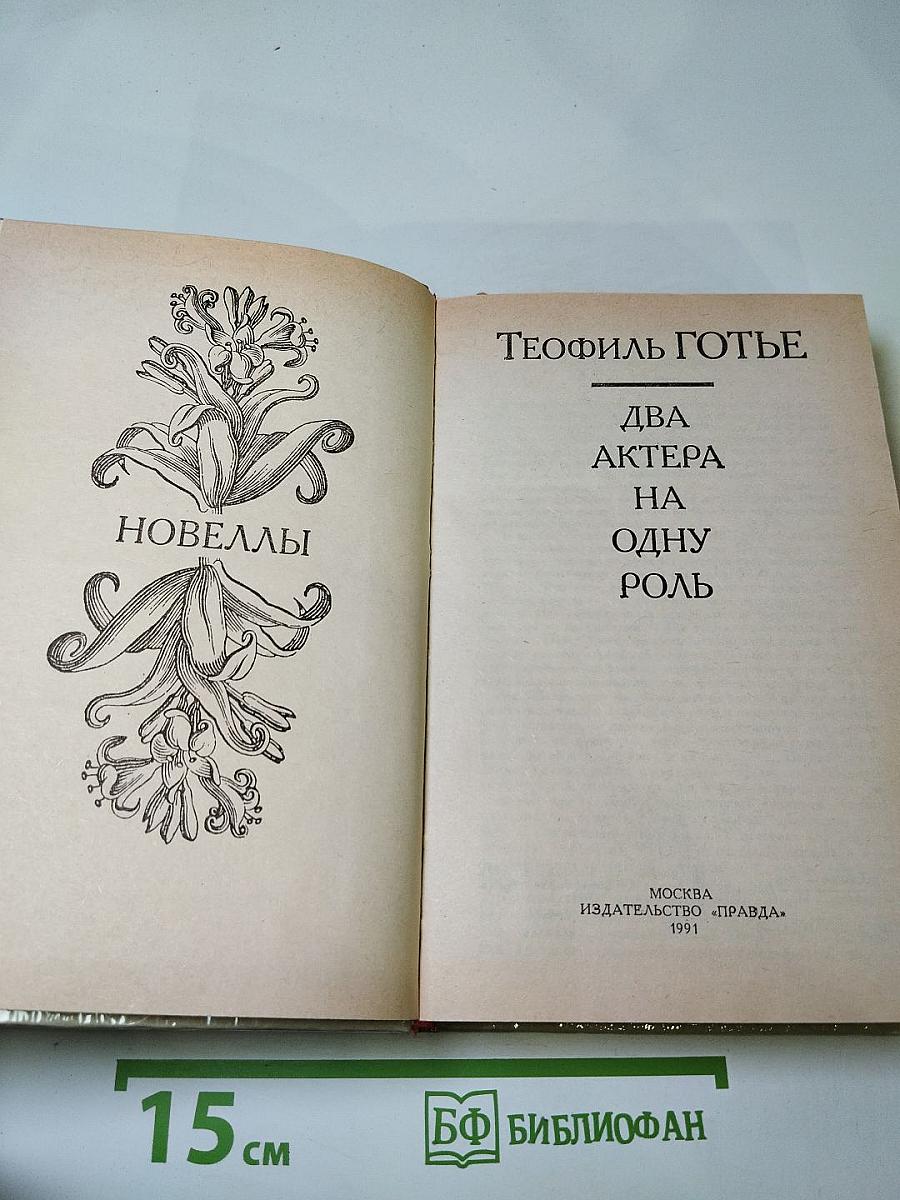 НОВЕЛЛЫ
Теофиль ГОТЬЕ
ДВА
АКТЕРА
НА
ОДНУ
РОЛЬ
МОСКВА
ИЗДАТЕЛЬСТВО «ПРАВДА»
1991
15 см
БФ БИБЛИОФАН